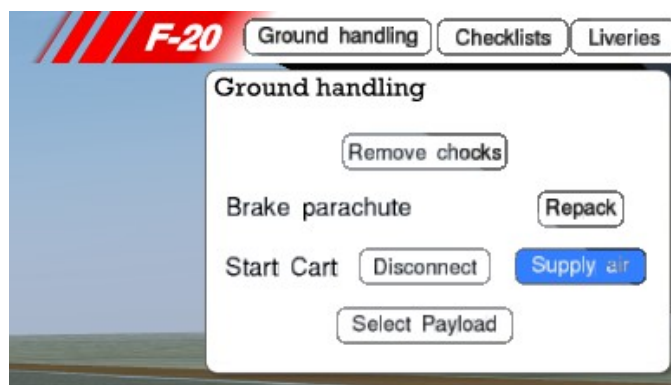 F-20 Ground handling Checklists Liveries
Ground handling
Remove chocks
Brake parachute Repack
Start Cart Disconnect Supply air
Select Payload